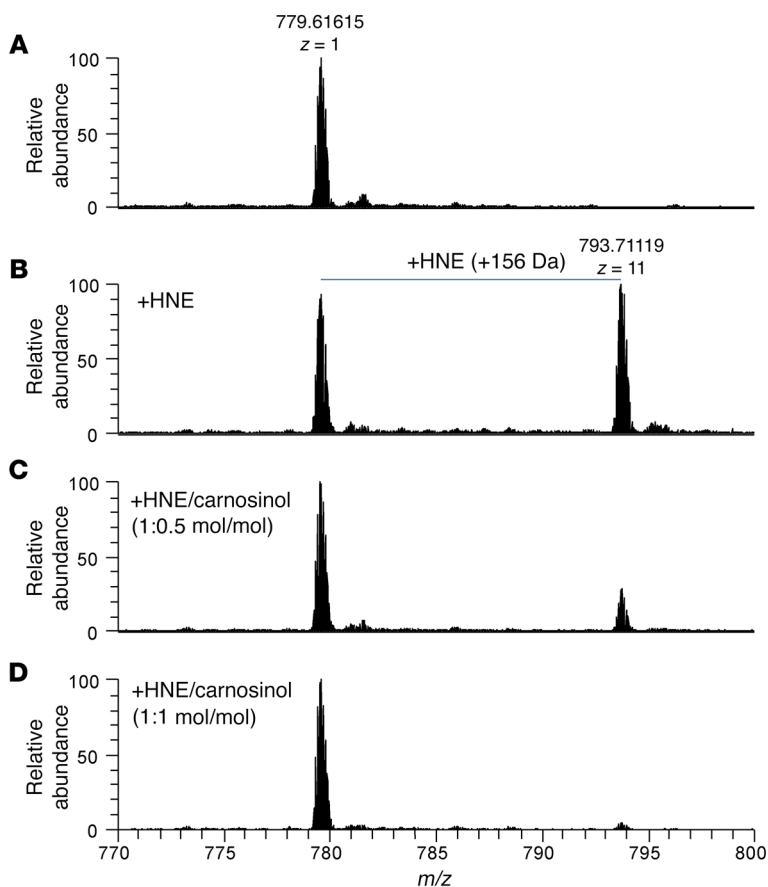 779.61615
z = 1
A
Relative
abundance
100
50
0
793.71119
z = 11
B
+HNE (+156 Da)
+HNE
Relative
abundance
100
50
0
C
+HNE/carnosinol
(1:0.5 mol/mol)
Relative
abundance
100
50
0
D
+HNE/carnosinol
(1:1 mol/mol)
Relative
abundance
100
50
0
770 775 780 785 790 795 800
m/z